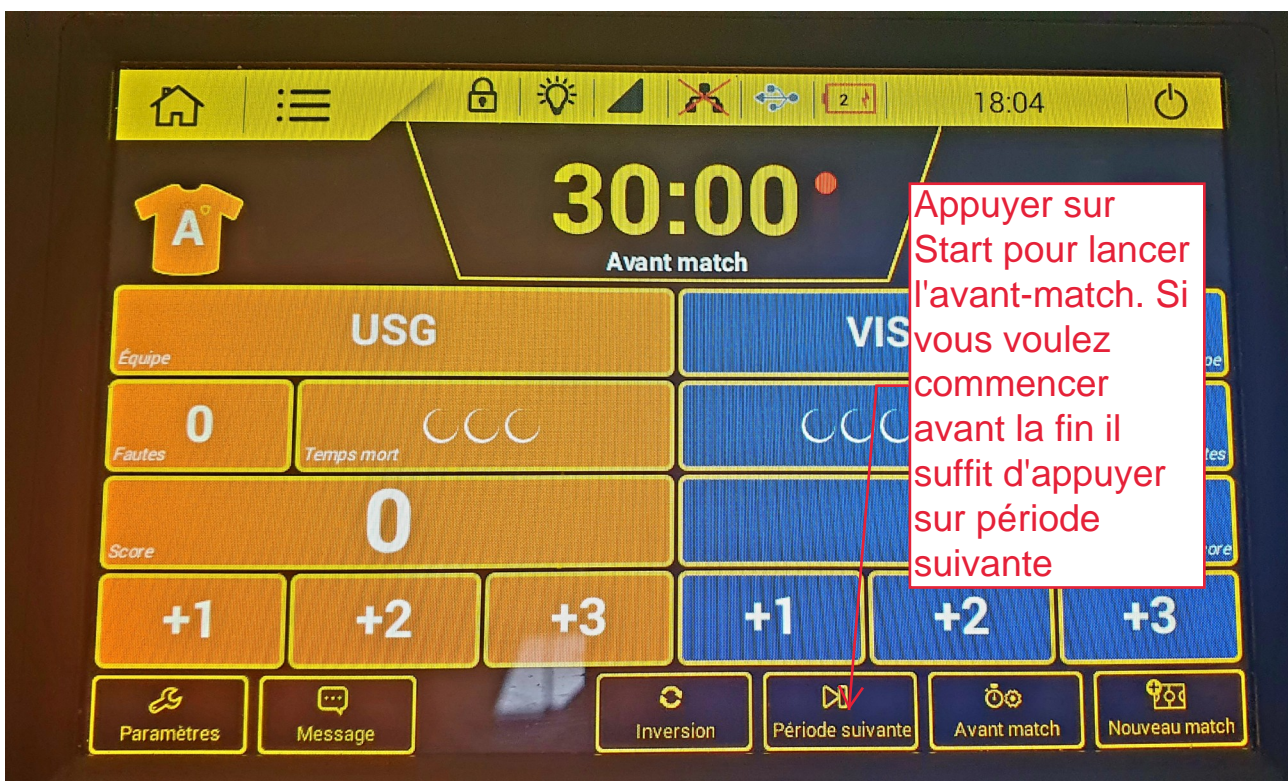 2
18:04
30:00
Avant match
A
Appuyer sur
Start pour lancer
l'avant-match. Si
vous voulez
commencer
avant la fin il
suffit d'appuyer
sur période
suivante
USG
Équipe
0
Fautes
Temps mort
0
Score
+1
+2
+3
+1
+2
+3
Paramètres
Message
Inversion
Période suivante
Avant match
Nouveau match